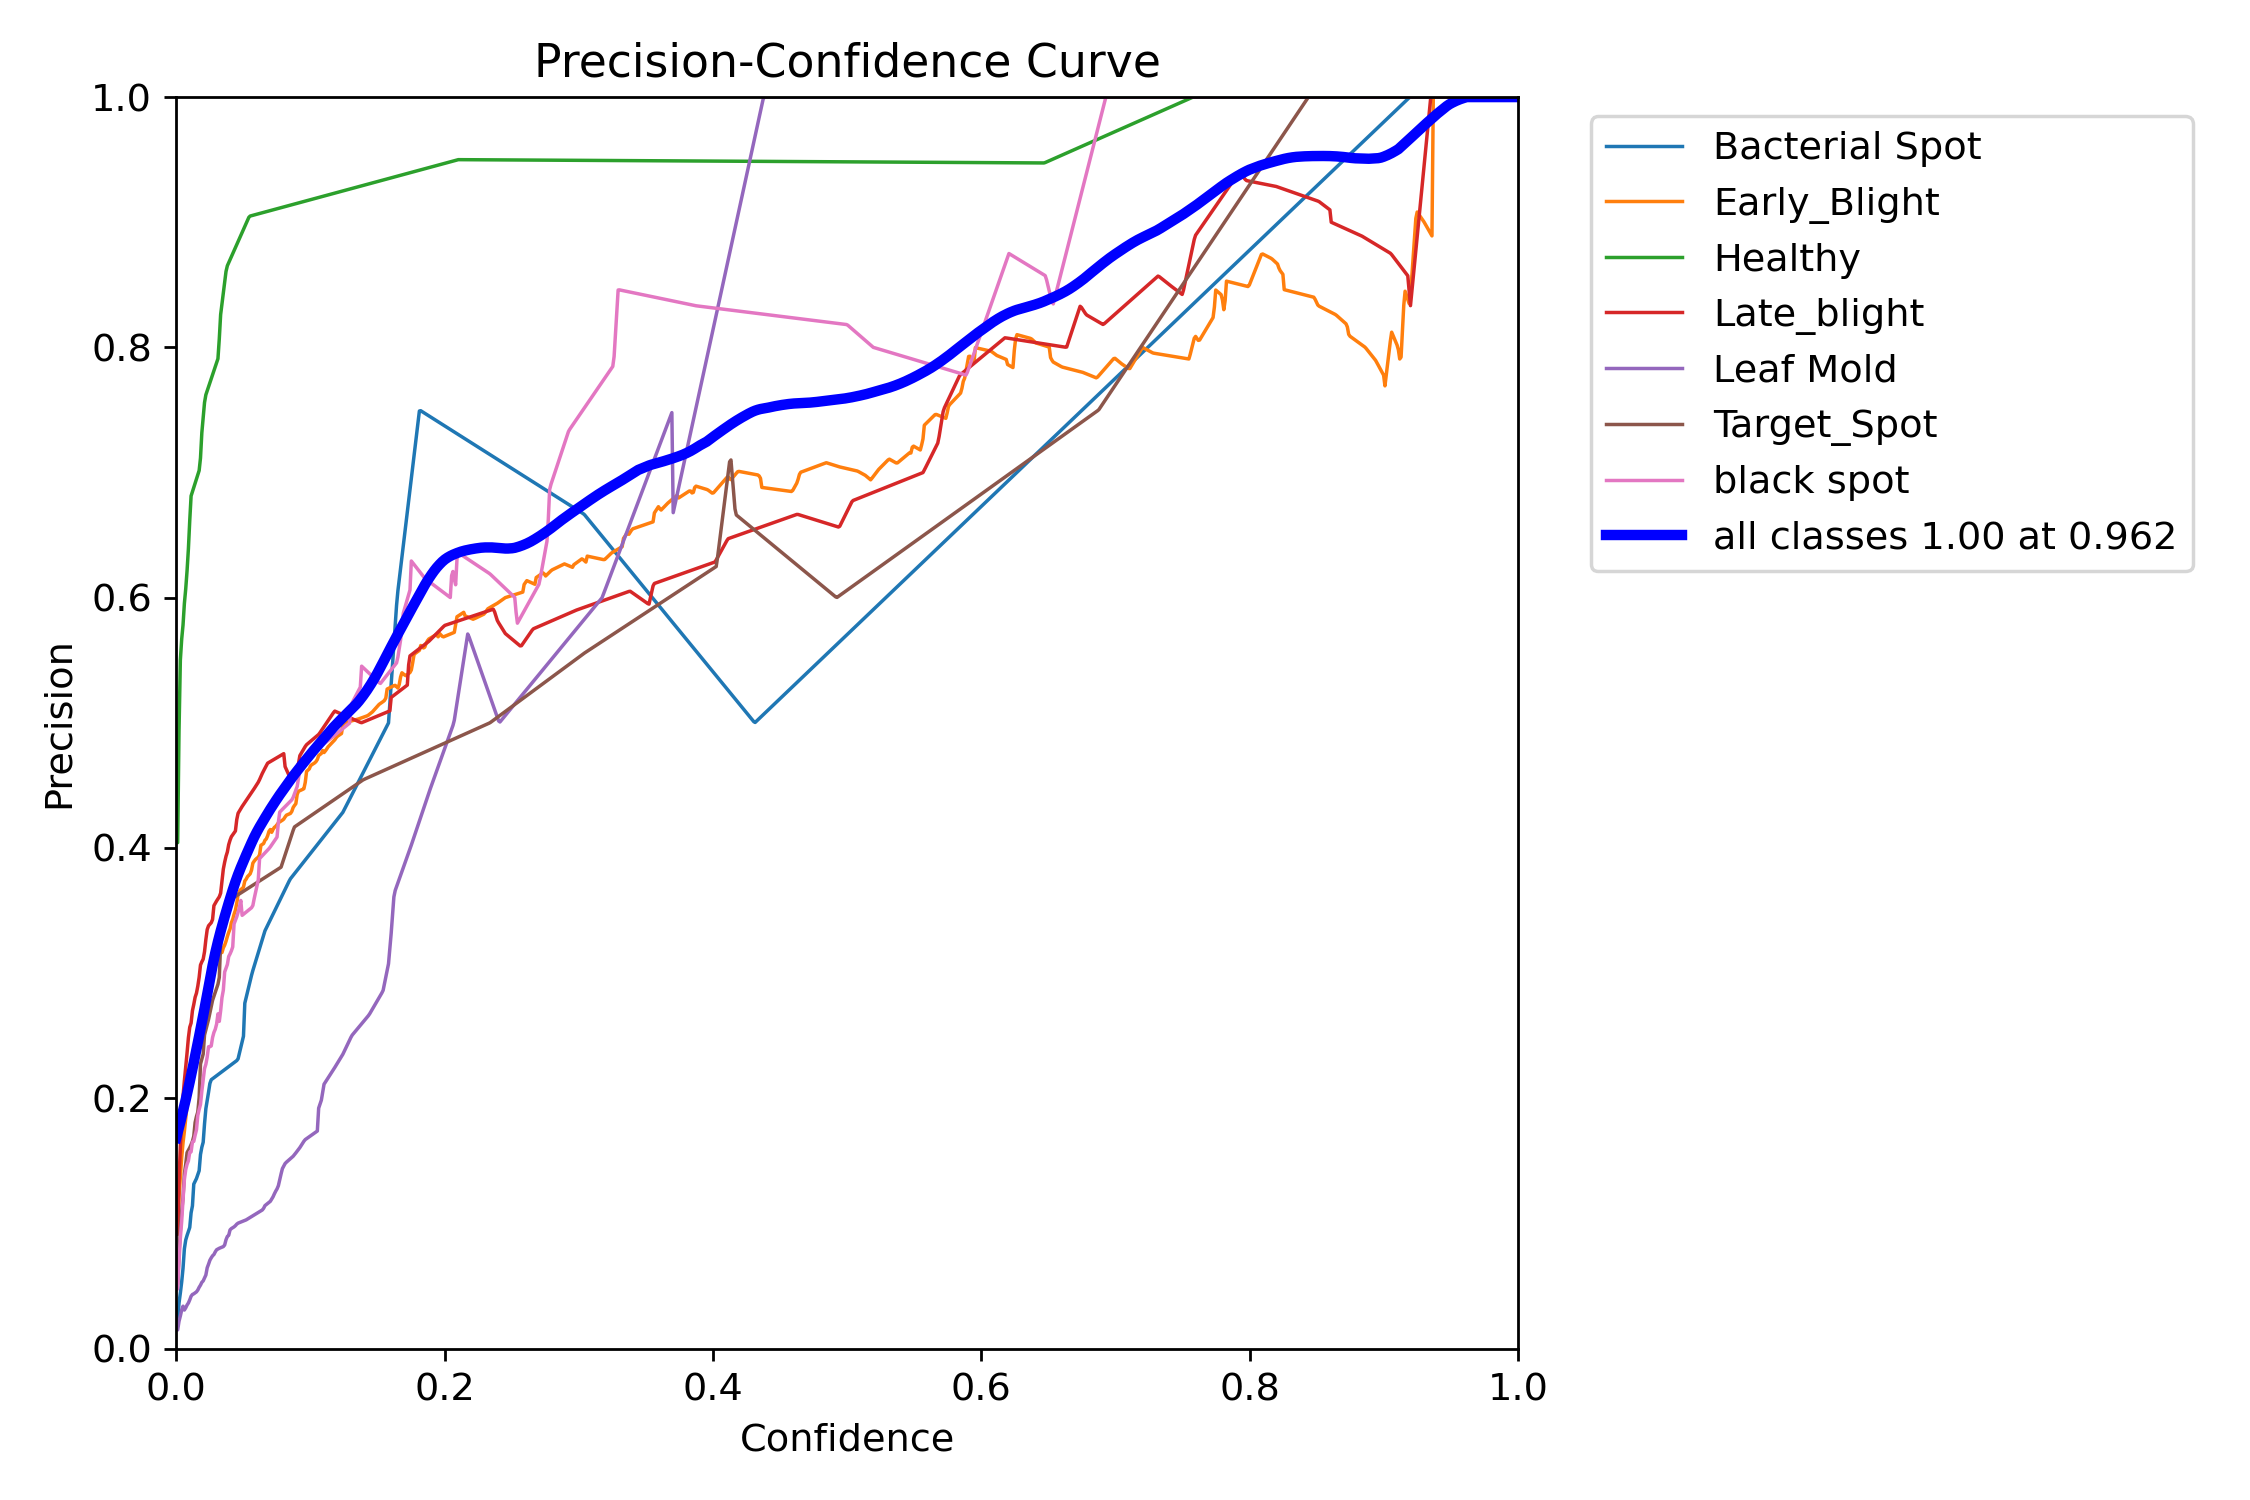 Precision-Confidence Curve
1.0
0.8
0.6
0.4
0.2
0.0
Precision
0.0 0.2 0.4 0.6 0.8 1.0
Confidence
Bacterial Spot
Early_Blight
Healthy
Late_blight
Leaf Mold
Target_Spot
black spot
all classes 1.00 at 0.962